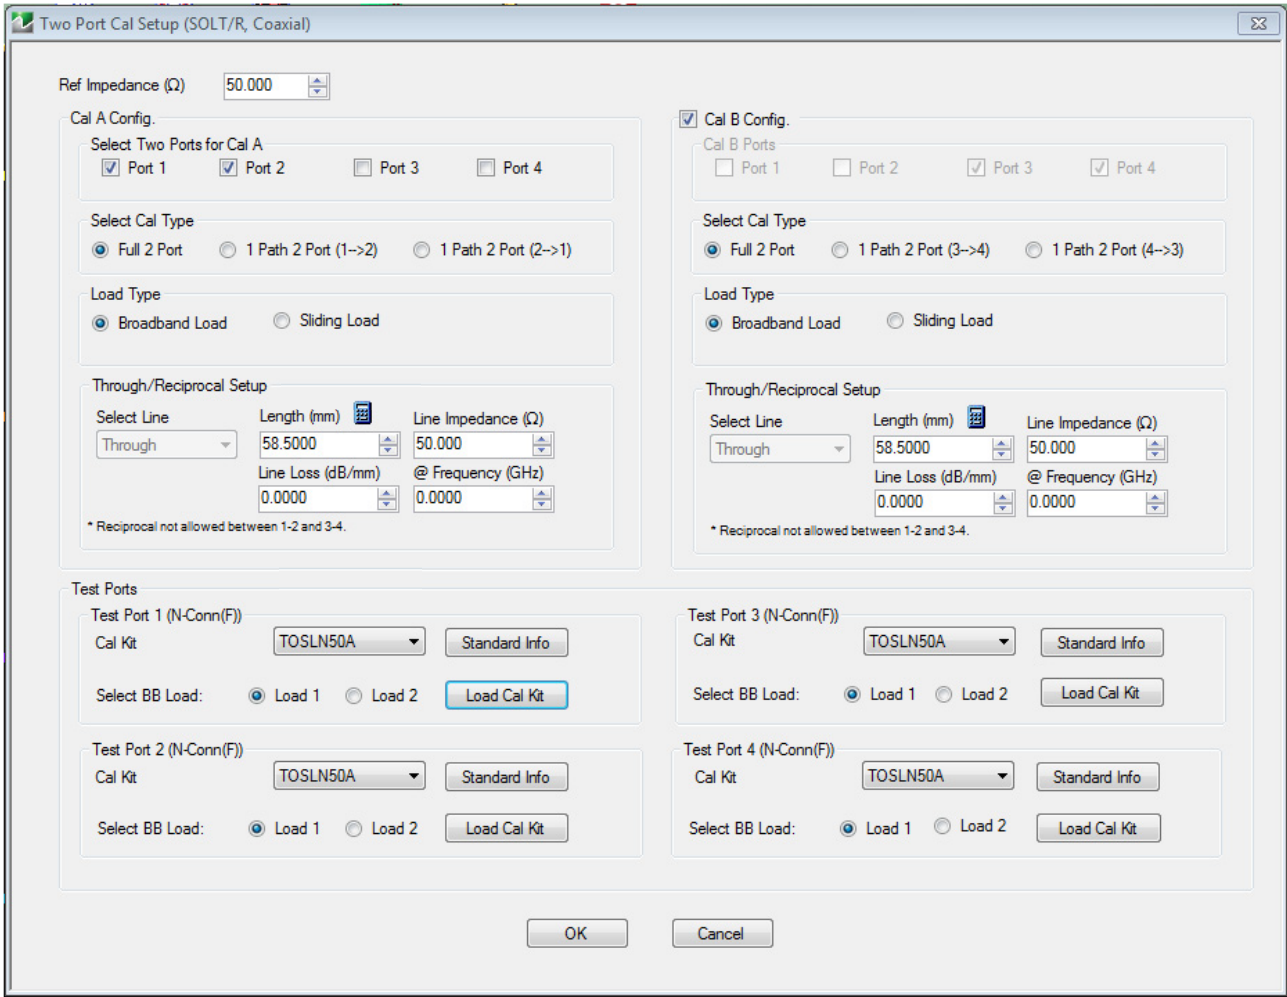 Two Port Cal Setup (SOLT/R, Coaxial)
Ref Impedance (Ω) 50.000
Cal A Config.
Select Two Ports for Cal A
Port 1 Port 2 Port 3 Port 4
Select Cal Type
Full 2 Port 1 Path 2 Port (1-->2) 1 Path 2 Port (2-->1)
Load Type
Broadband Load Sliding Load
Through/Reciprocal Setup
Select Line Length (mm) Line Impedance (Ω)
Through 58.5000 50.000
Line Loss (dB/mm) @ Frequency (GHz)
0.0000 0.0000
* Reciprocal not allowed between 1-2 and 3-4.
Cal B Config.
Cal B Ports
Port 1 Port 2 Port 3 Port 4
Select Cal Type
Full 2 Port 1 Path 2 Port (3-->4) 1 Path 2 Port (4-->3)
Load Type
Broadband Load Sliding Load
Through/Reciprocal Setup
Select Line Length (mm) Line Impedance (Ω)
Through 58.5000 50.000
Line Loss (dB/mm) @ Frequency (GHz)
0.0000 0.0000
* Reciprocal not allowed between 1-2 and 3-4.
Test Ports
Test Port 1 (N-Conn(F))
Cal Kit TOSLN50A Standard Info
Select BB Load: Load 1 Load 2 Load Cal Kit
Test Port 3 (N-Conn(F))
Cal Kit TOSLN50A Standard Info
Select BB Load: Load 1 Load 2 Load Cal Kit
Test Port 2 (N-Conn(F))
Cal Kit TOSLN50A Standard Info
Select BB Load: Load 1 Load 2 Load Cal Kit
Test Port 4 (N-Conn(F))
Cal Kit TOSLN50A Standard Info
Select BB Load: Load 1 Load 2 Load Cal Kit
OK Cancel